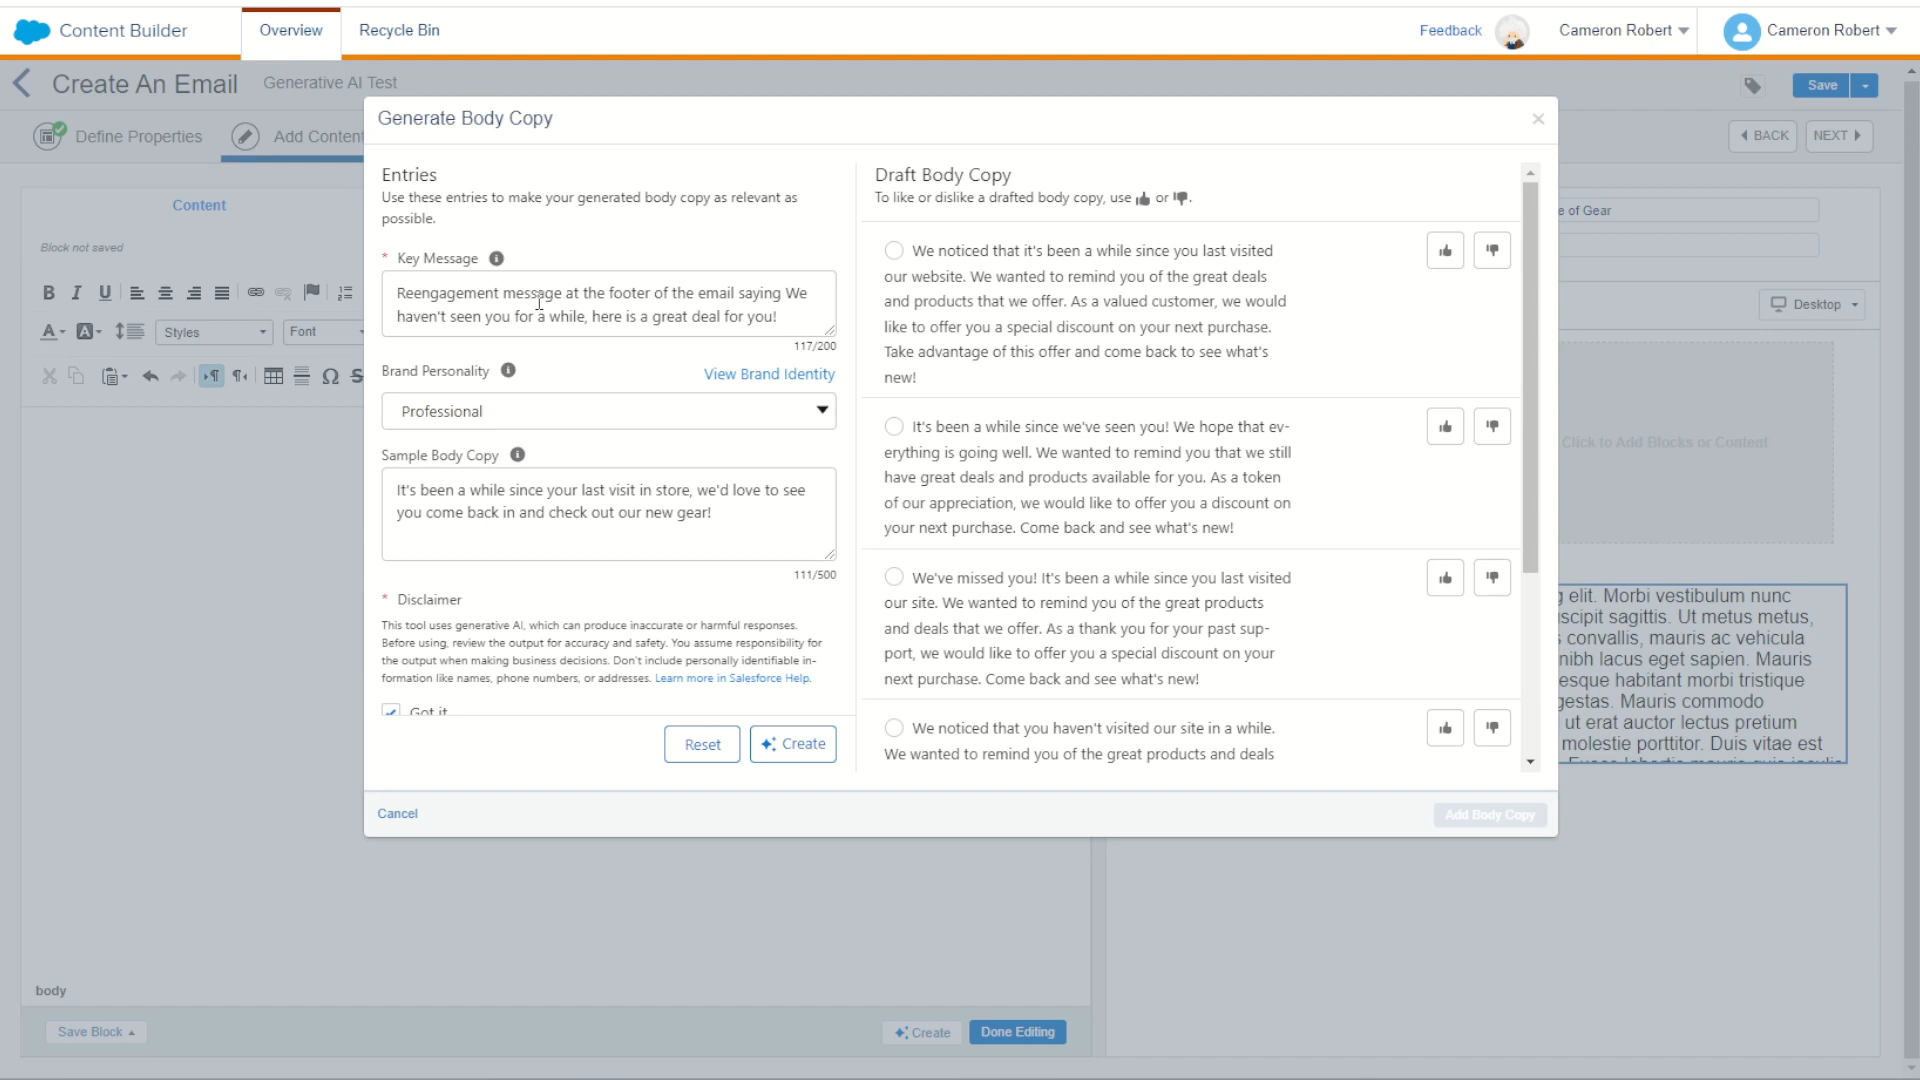 Content Builder
Overview
Recycle Bin
Feedback
Cameron Robert
Cameron Robert
Create An Email
Generative AI Test
Save
Define Properties
Add Content
BACK
NEXT
Content
Block not saved
B I U
Styles
Font
body
Save Block
Create
Done Editing
Generate Body Copy
Entries
Use these entries to make your generated body copy as relevant as
possible.
* Key Message
Reengagement message at the footer of the email saying We
haven't seen you for a while, here is a great deal for you!
117/200
Brand Personality
View Brand Identity
Professional
Sample Body Copy
It's been a while since your last visit in store, we'd love to see
you come back in and check out our new gear!
111/500
* Disclaimer
This tool uses generative AI, which can produce inaccurate or harmful responses.
Before using, review the output for accuracy and safety. You assume responsibility for
the output when making business decisions. Don't include personally identifiable in-
formation like names, phone numbers, or addresses. Learn more in Salesforce Help.
Got it
Reset
Create
Draft Body Copy
To like or dislike a drafted body copy, use or .
We noticed that it's been a while since you last visited
our website. We wanted to remind you of the great deals
and products that we offer. As a valued customer, we would
like to offer you a special discount on your next purchase.
Take advantage of this offer and come back to see what's
new!
It's been a while since we've seen you! We hope that ev-
erything is going well. We wanted to remind you that we still
have great deals and products available for you. As a token
of our appreciation, we would like to offer you a discount on
your next purchase. Come back and see what's new!
We've missed you! It's been a while since you last visited
our site. We wanted to remind you of the great products
and deals that we offer. As a thank you for your past sup-
port, we would like to offer you a special discount on your
next purchase. Come back and see what's new!
We noticed that you haven't visited our site in a while.
We wanted to remind you of the great products and deals
Cancel
Add Body Copy
of Gear
Desktop
Click to Add Blocks or Content
elit. Morbi vestibulum nunc
scipit sagittis. Ut metus metus,
convallis, mauris ac vehicula
nibh lacus eget sapien. Mauris
esque habitant morbi tristique
gestas. Mauris commodo
ut erat auctor lectus pretium
molestie porttitor. Duis vitae est